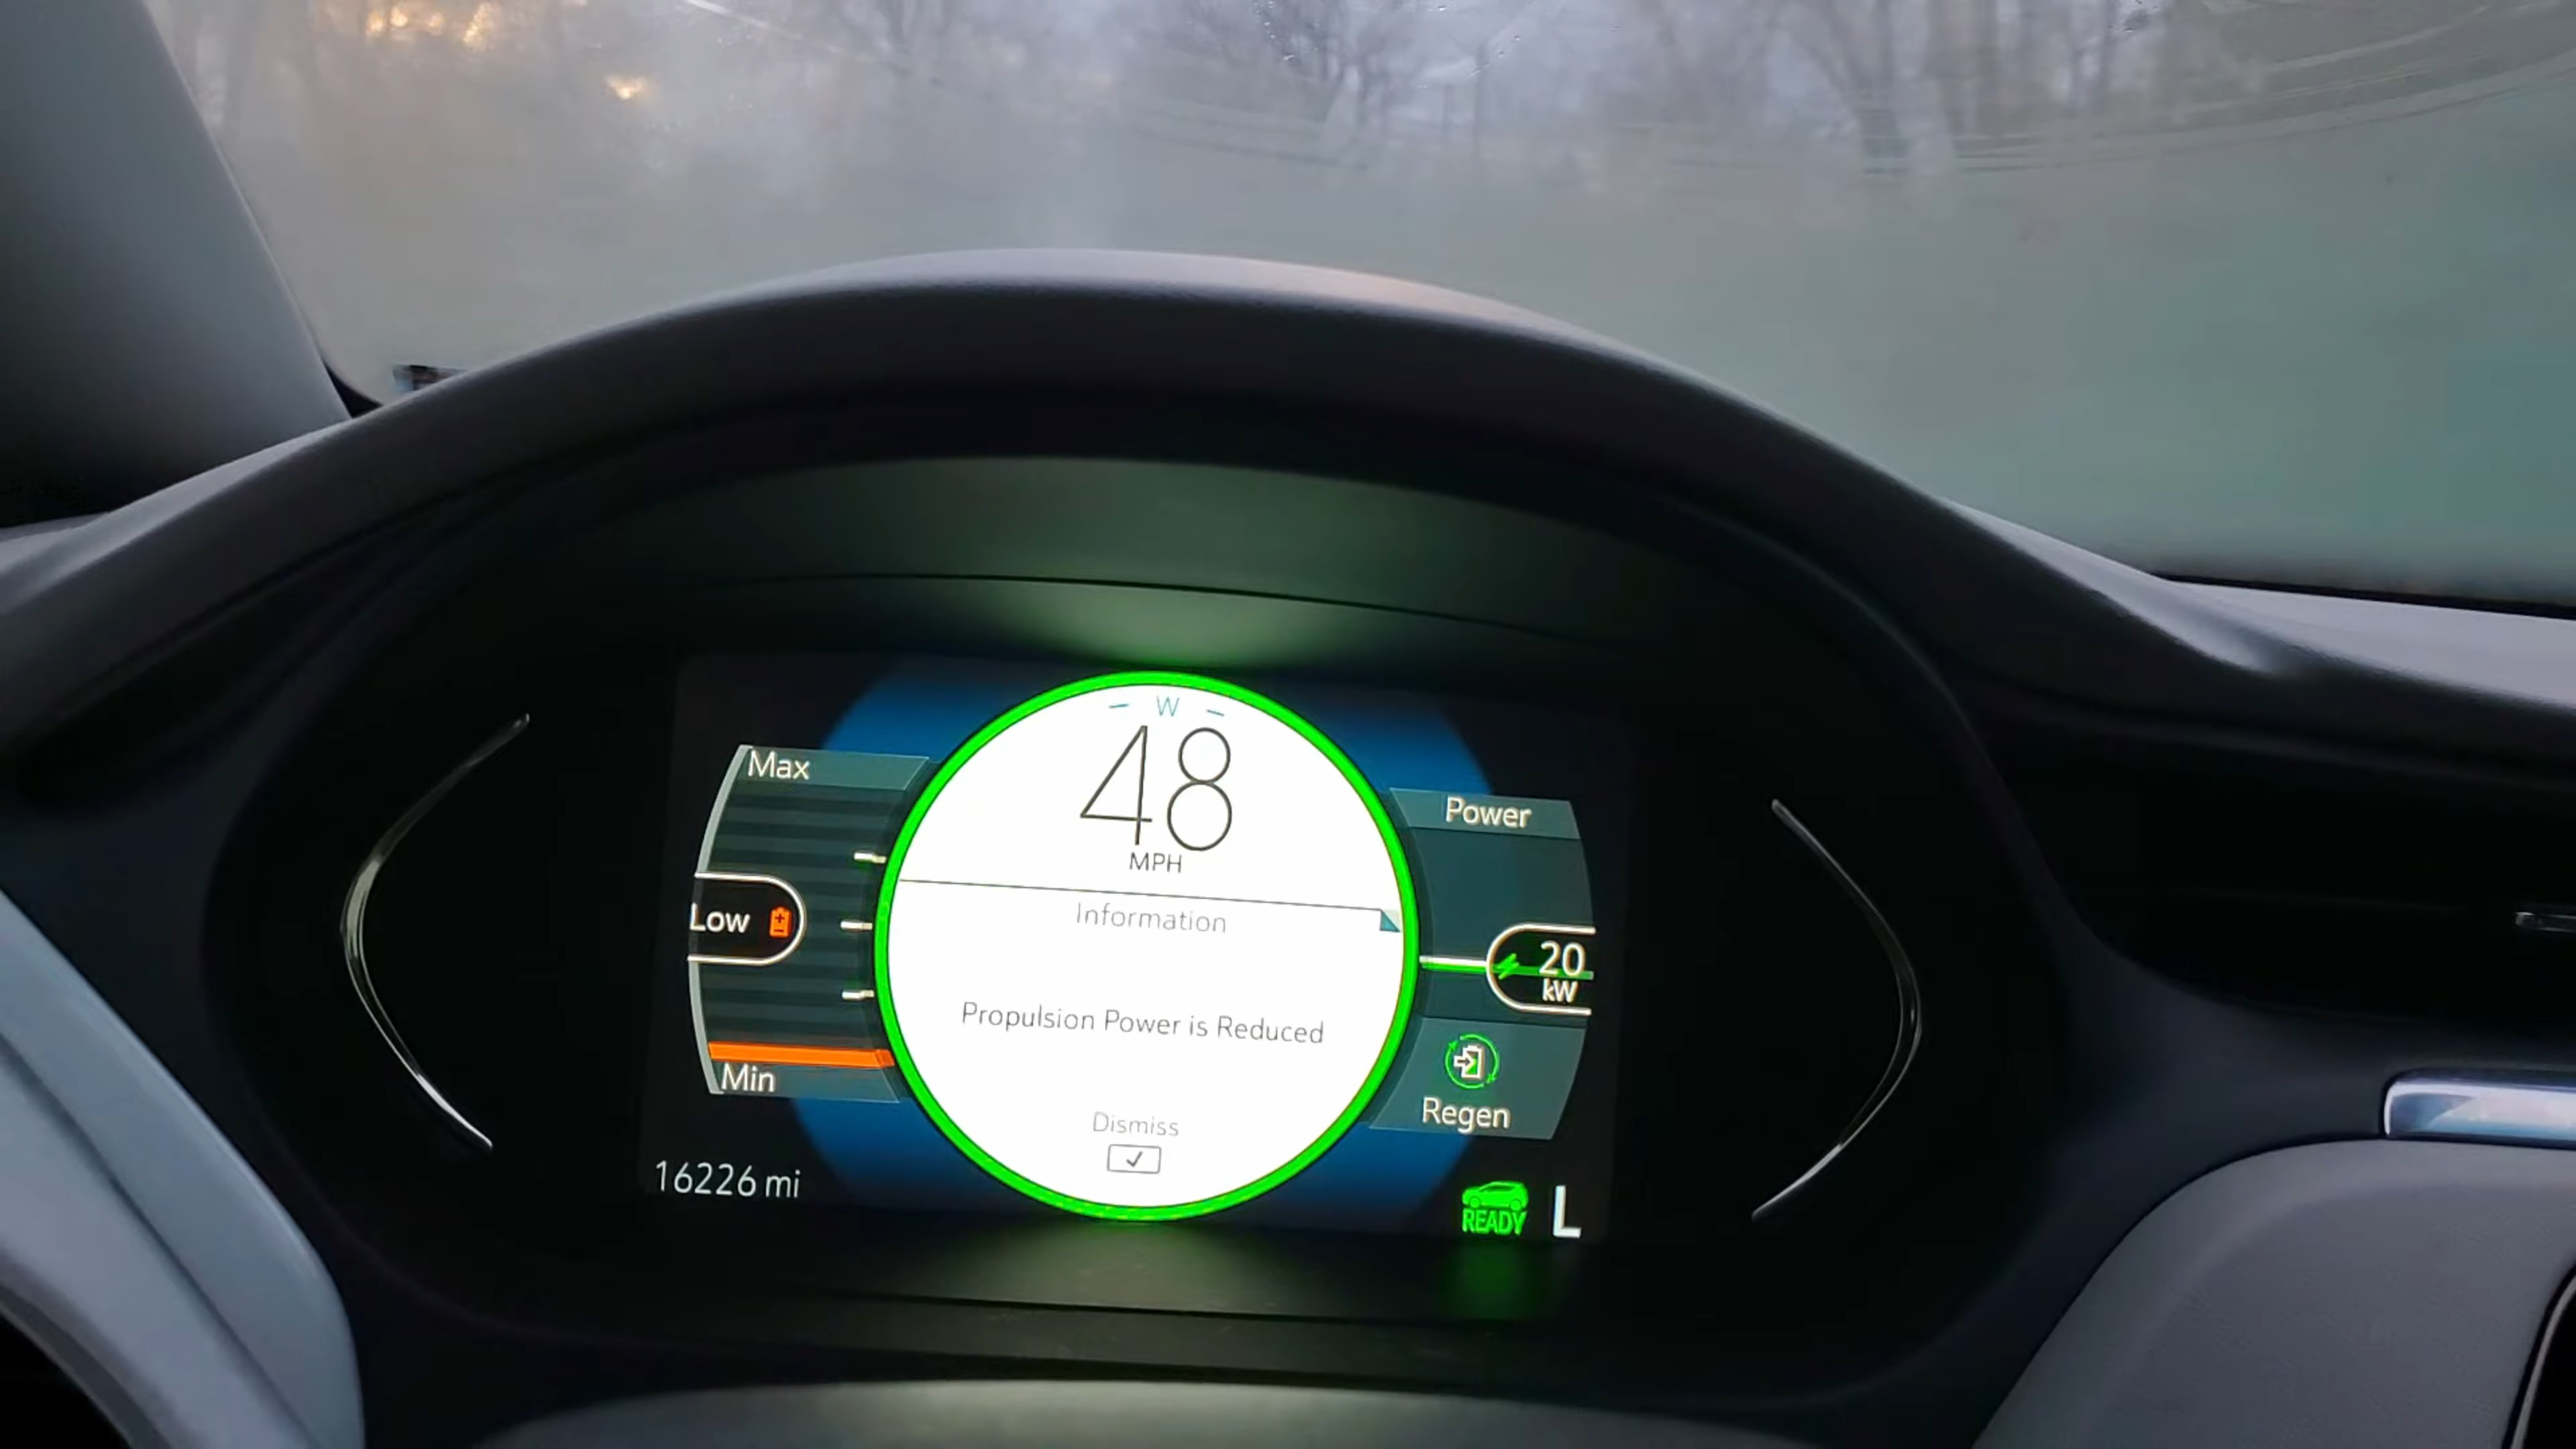 W
48
MPH
Information
Propulsion Power is Reduced
Dismiss
Max
Low
Min
16226 mi
Power
20
kW
Regen
READY
L